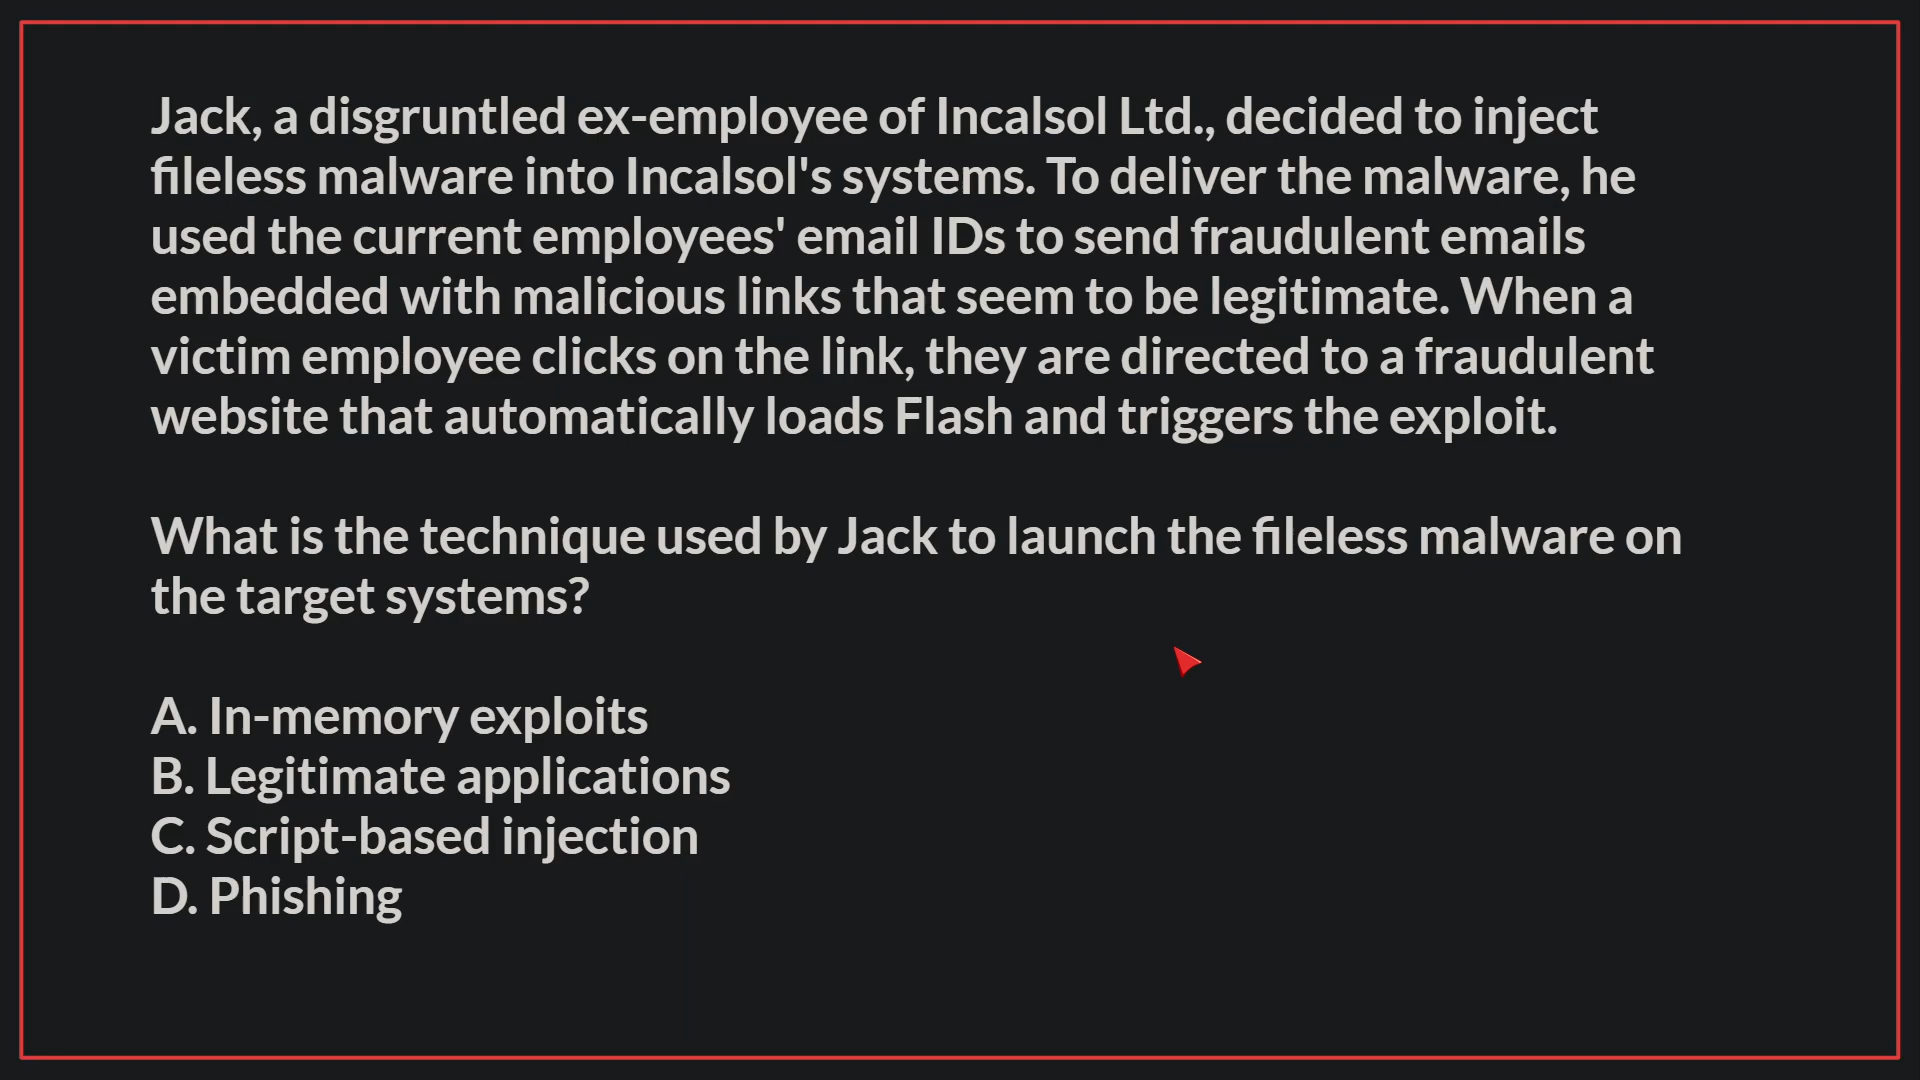 Jack, a disgruntled ex-employee of Incalsol Ltd., decided to inject
fileless malware into Incalsol's systems. To deliver the malware, he
used the current employees' email IDs to send fraudulent emails
embedded with malicious links that seem to be legitimate. When a
victim employee clicks on the link, they are directed to a fraudulent
website that automatically loads Flash and triggers the exploit.
What is the technique used by Jack to launch the fileless malware on
the target systems?
A. In-memory exploits
B. Legitimate applications
C. Script-based injection
D. Phishing